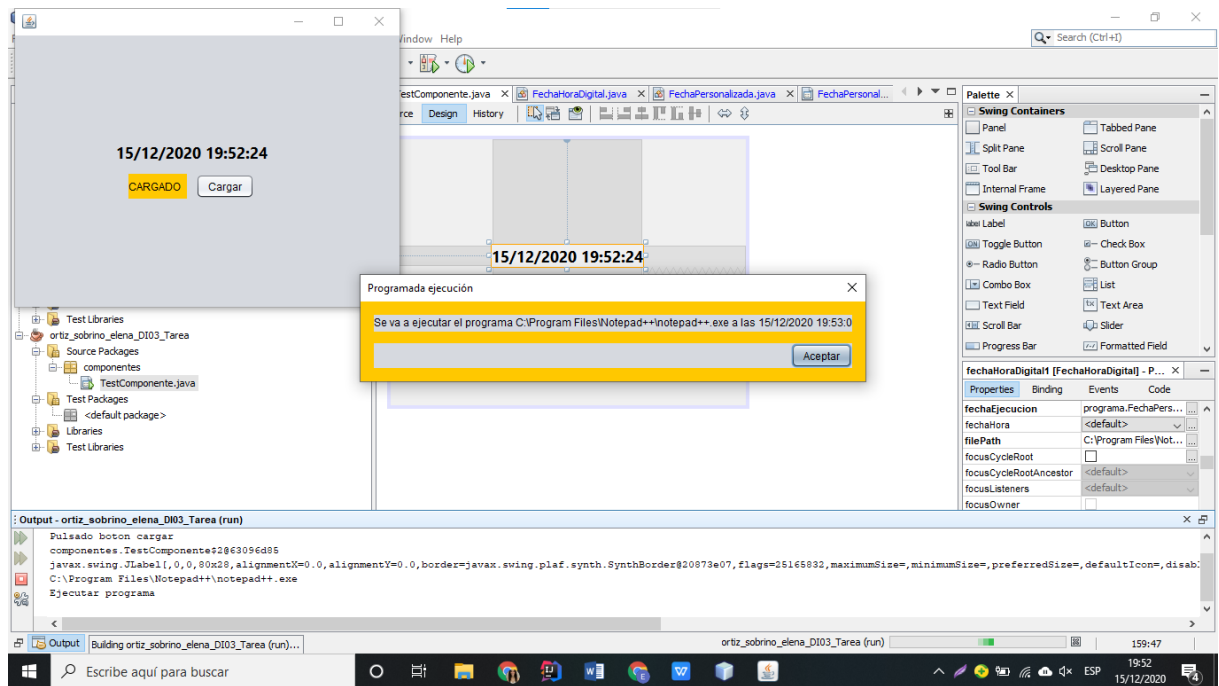 Window Help
Search (Ctrl+I)
TestComponente.java
FechaHoraDigital.java
FechaPersonalizada.java
FechaPersonal...
Design
History
15/12/2020 19:52:24
CARGADO
Cargar
15/12/2020 19:52:24
Programada ejecución
Se va a ejecutar el programa C:\Program Files\Notepad++\notepad++.exe a las 15/12/2020 19:53:0
Aceptar
Test Libraries
ortiz_sobrino_elena_DI03_Tarea
Source Packages
componentes
TestComponente.java
Test Packages
<default package>
Libraries
Test Libraries
Palette
Swing Containers
Panel
Tabbed Pane
Split Pane
Scroll Pane
Tool Bar
Desktop Pane
Internal Frame
Layered Pane
Swing Controls
label Label
OK Button
ON Toggle Button
Check Box
Radio Button
Button Group
Combo Box
List
Text Field
Text Area
Scroll Bar
Slider
Progress Bar
Formatted Field
fechaHoraDigital1 [FechaHoraDigital] - P...
Properties Binding Events Code
fechaEjecucion programa.FechaPers... ...
fechaHora <default> ...
filePath C:\Program Files\Not... ...
focusCycleRoot ...
focusCycleRootAncestor <default>
focusListeners <default>
focusOwner
Output - ortiz_sobrino_elena_DI03_Tarea (run)
Pulsado boton cargar
componentes.TestComponente$2@63096d85
javax.swing.JLabel[,0,0,80x28,alignmentX=0.0,alignmentY=0.0,border=javax.swing.plaf.synth.SynthBorder@20873e07,flags=25165832,maximumSize=,minimumSize=,preferredSize=,defaultIcon=,disab
C:\Program Files\Notepad++\notepad++.exe
Ejecutar programa
Output
Building ortiz_sobrino_elena_DI03_Tarea (run)...
ortiz_sobrino_elena_DI03_Tarea (run)
159:47
Escribe aquí para buscar
ESP
19:52
15/12/2020
4